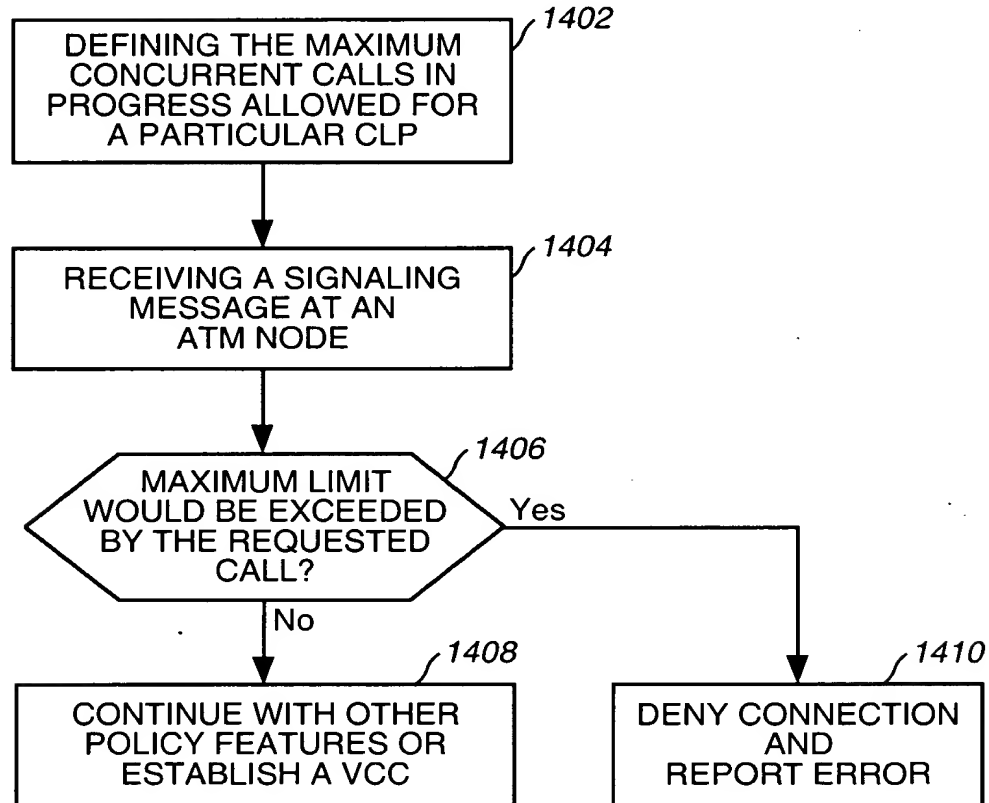 1402
DEFINING THE MAXIMUM
CONCURRENT CALLS IN
PROGRESS ALLOWED FOR
A PARTICULAR CLP
1404
RECEIVING A SIGNALING
MESSAGE AT AN
ATM NODE
1406
MAXIMUM LIMIT
WOULD BE EXCEEDED
BY THE REQUESTED
CALL?
Yes
No
1408
CONTINUE WITH OTHER
POLICY FEATURES OR
ESTABLISH A VCC
1410
DENY CONNECTION
AND
REPORT ERROR